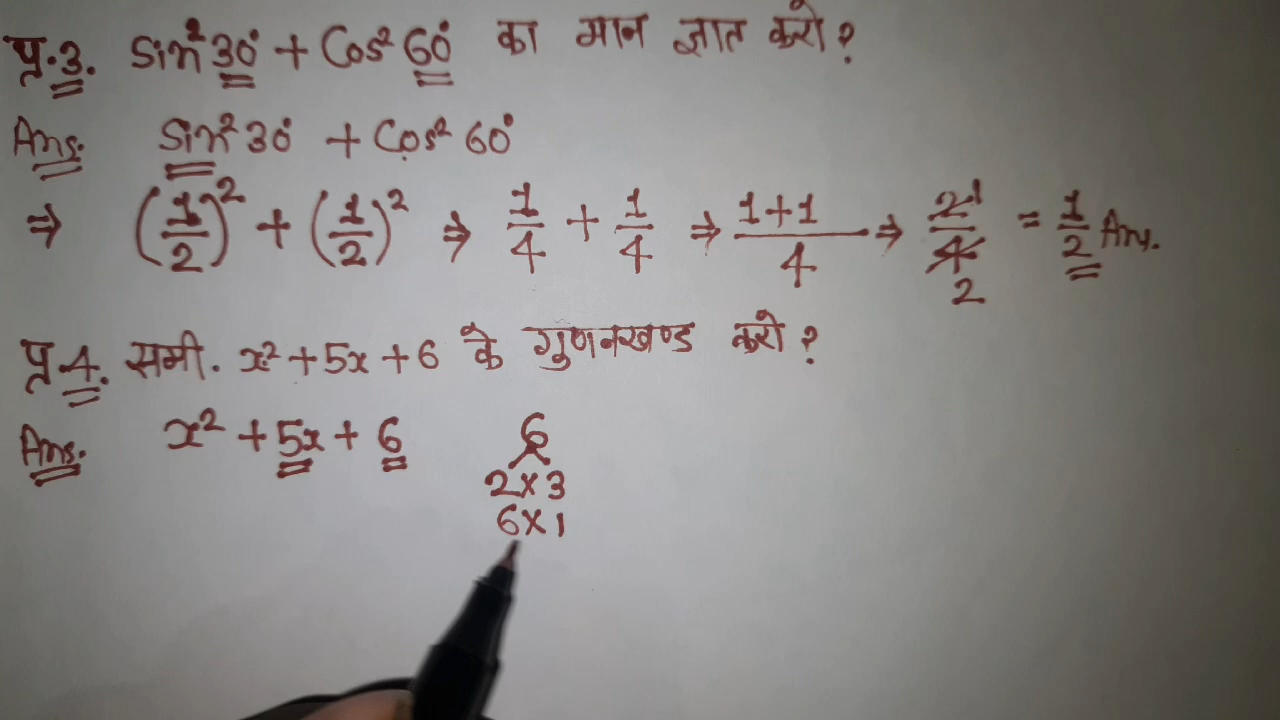 प्र.3. Sin²30° + Cos²60° का मान ज्ञात करो?
Ans. Sin²30° + Cos²60°
⇒ (1/2)² + (1/2)² ⇒ 1/4 + 1/4 ⇒ 1+1/4 ⇒ 2 1/4 2 = 1/2 Ans.
प्र 4. समी. x²+5x+6 के गुणनखण्ड करो?
Ans. x² + 5x + 6
6
2×3
6×1